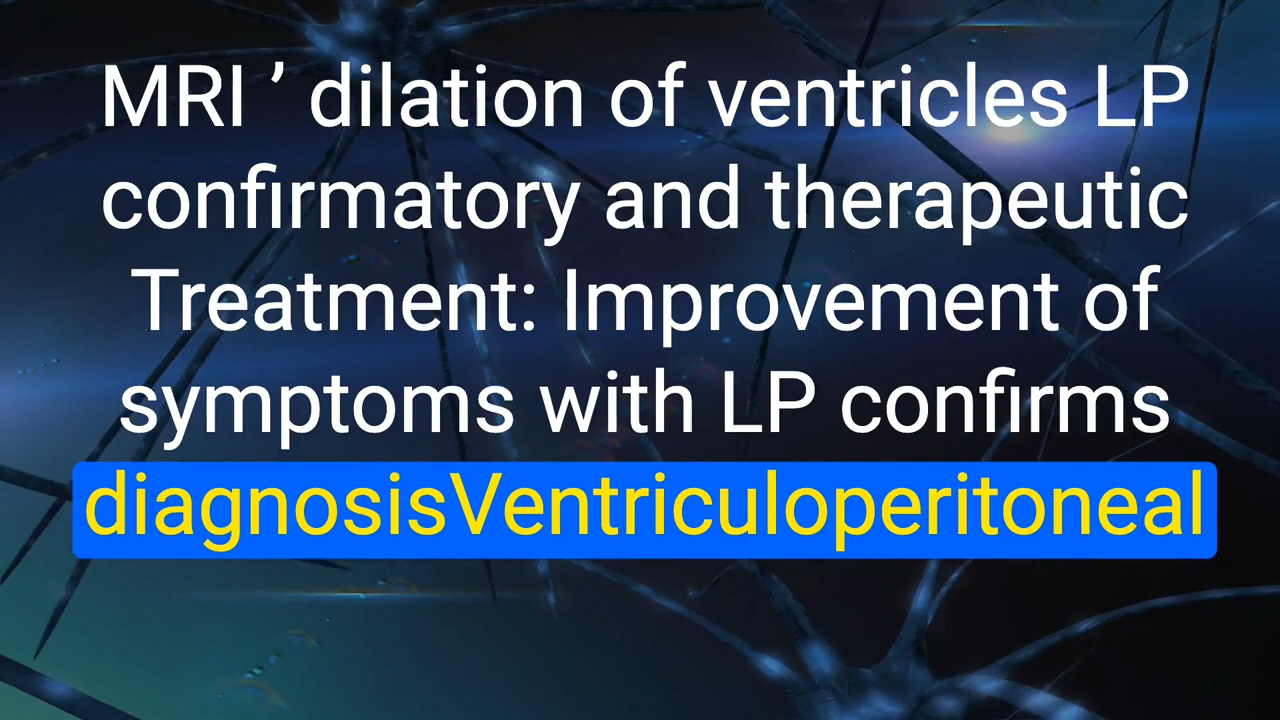 MRI ’ dilation of ventricles LP
confirmatory and therapeutic
Treatment: Improvement of
symptoms with LP confirms
diagnosisVentriculoperitoneal